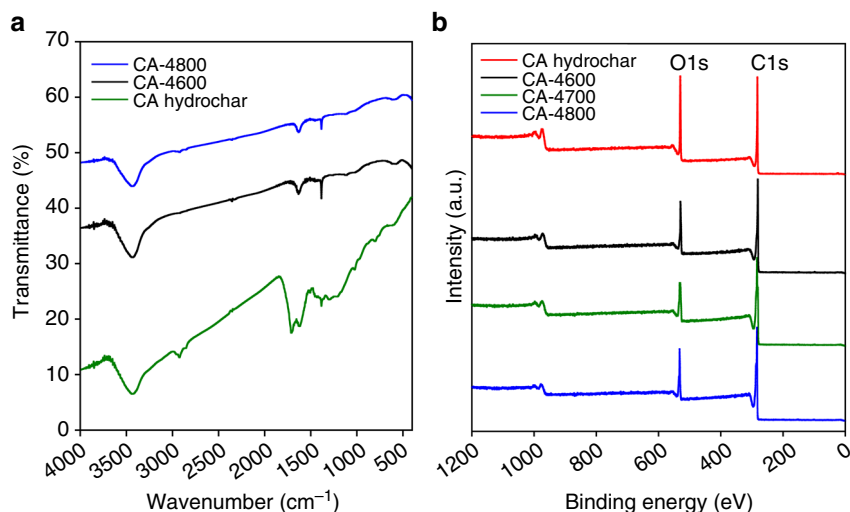 a
70
60
50
40
30
20
10
0
Transmittance (%)
CA-4800
CA-4600
CA hydrochar
4000 3500 3000 2500 2000 1500 1000 500
Wavenumber (cm⁻¹)
b
CA hydrochar
CA-4600
CA-4700
CA-4800
O1s C1s
Intensity (a.u.)
1200 1000 800 600 400 200 0
Binding energy (eV)